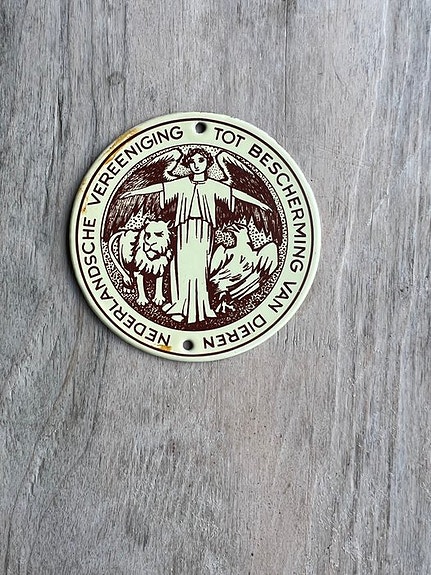 NEDERLANDSCHE VEREENIGING TOT BESCHERMING VAN DIEREN